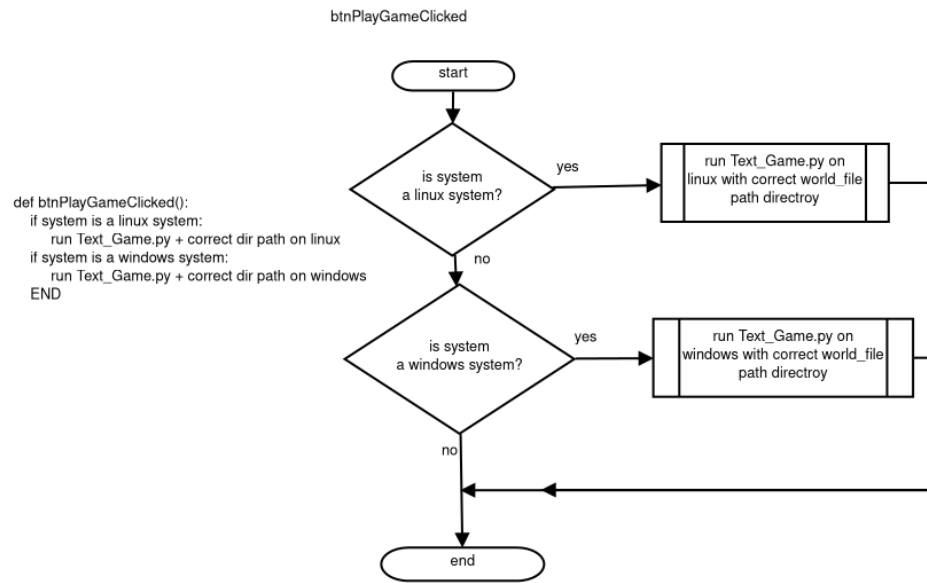 btnPlayGameClicked
start
is system
a linux system?
yes
run Text_Game.py on
linux with correct world_file
path directroy
def btnPlayGameClicked():
if system is a linux system:
run Text_Game.py + correct dir path on linux
if system is a windows system:
run Text_Game.py + correct dir path on windows
END
no
is system
a windows system?
yes
run Text_Game.py on
windows with correct world_file
path directroy
no
end